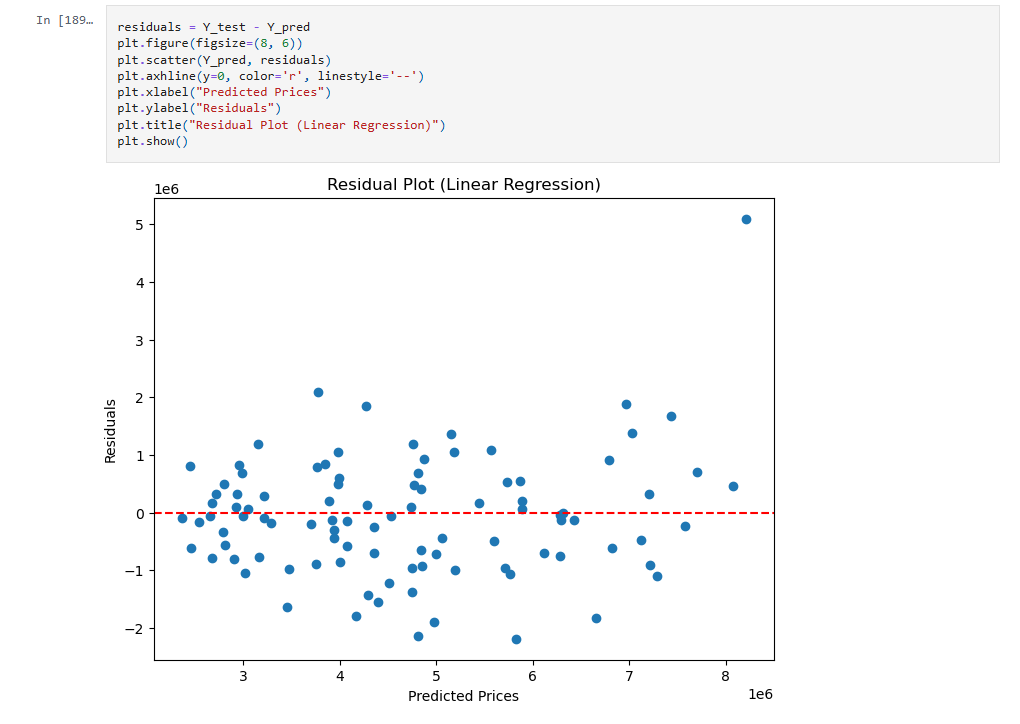 In [189…
residuals = Y_test - Y_pred
plt.figure(figsize=(8, 6))
plt.scatter(Y_pred, residuals)
plt.axhline(y=0, color='r', linestyle='--')
plt.xlabel("Predicted Prices")
plt.ylabel("Residuals")
plt.title("Residual Plot (Linear Regression)")
plt.show()
Residual Plot (Linear Regression)
1e6
5
4
3
2
1
0
−1
−2
Residuals
3 4 5 6 7 8
1e6
Predicted Prices